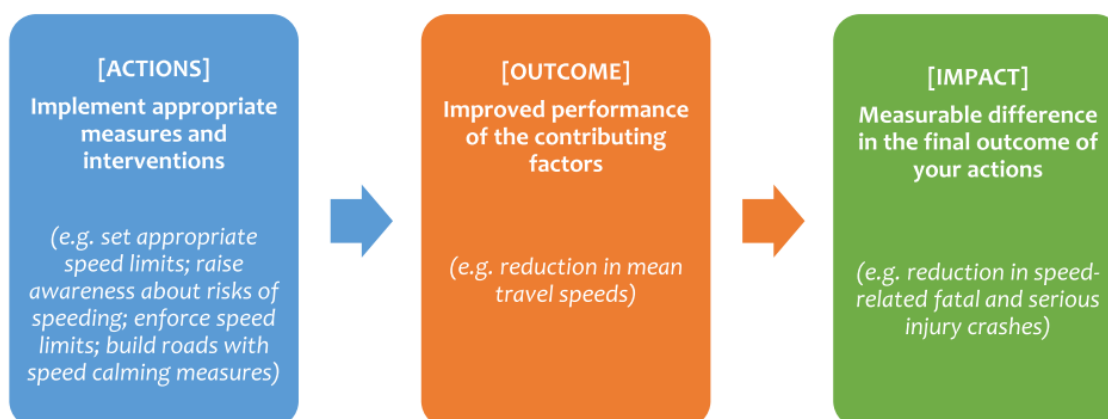 [ACTIONS]
Implement appropriate
measures and
interventions
(e.g. set appropriate
speed limits; raise
awareness about risks of
speeding; enforce speed
limits; build roads with
speed calming measures)
[OUTCOME]
Improved performance
of the contributing
factors
(e.g. reduction in mean
travel speeds)
[IMPACT]
Measurable difference
in the final outcome of
your actions
(e.g. reduction in speed-
related fatal and serious
injury crashes)